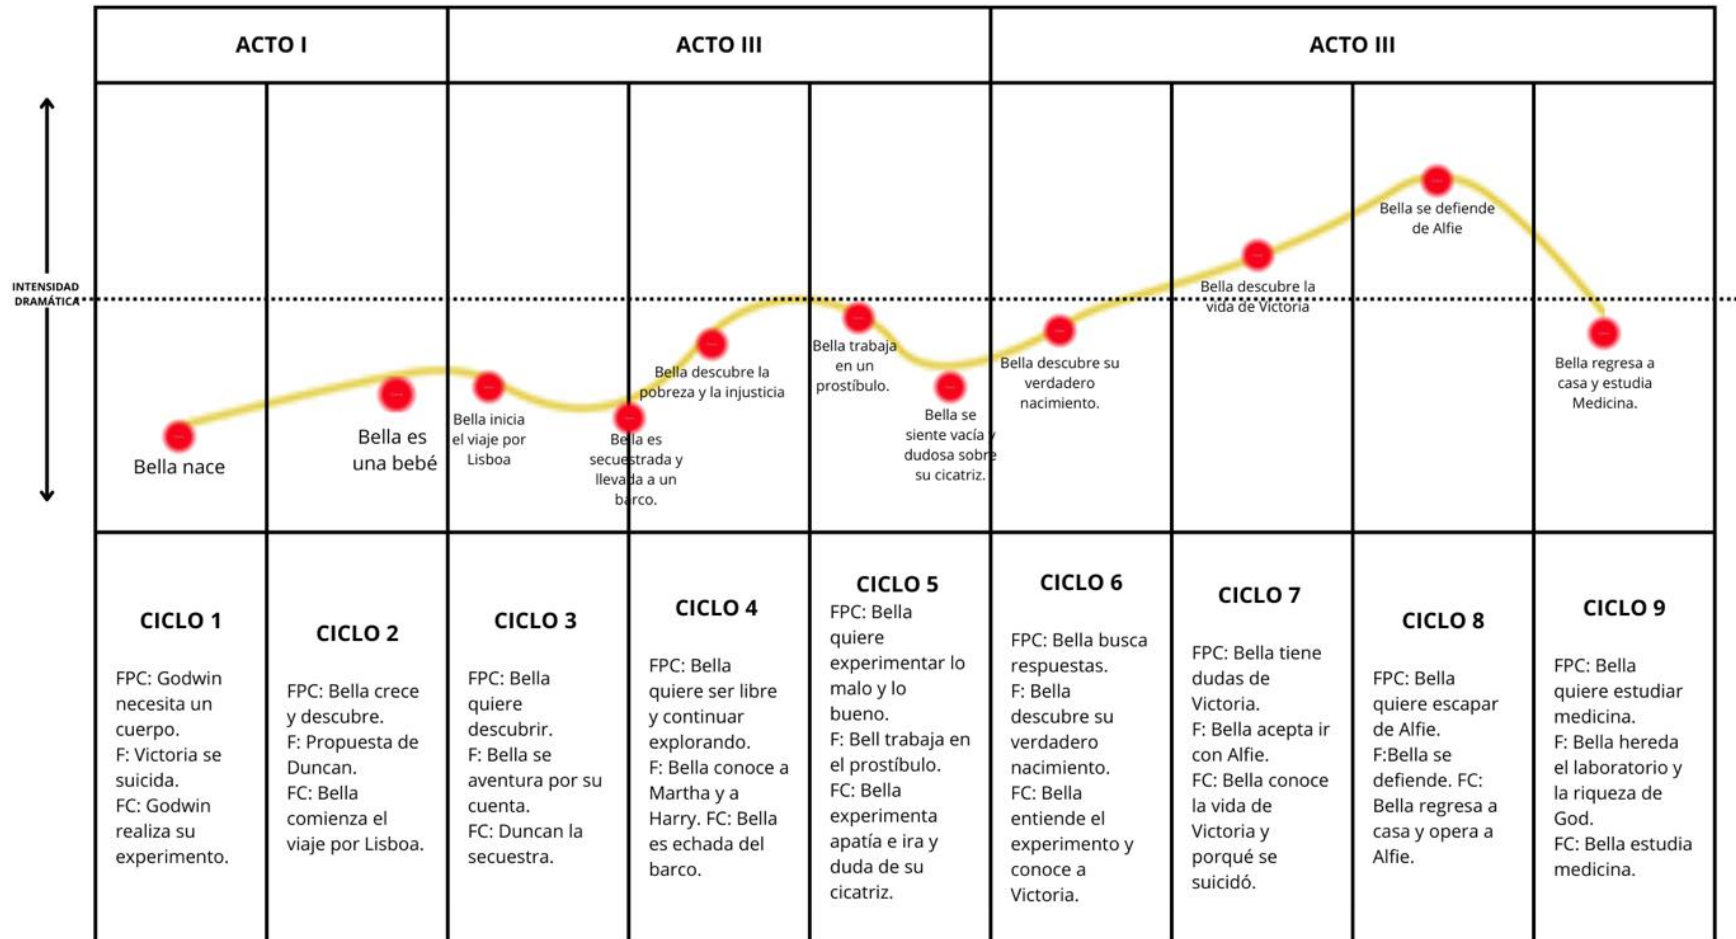 ACTO I
ACTO III
ACTO III
INTENSIDAD
DRAMÁTICA
Bella nace
Bella es
una bebé
Bella inicia
el viaje por
Lisboa
Bella es
secuestrada y
llevada a un
barco.
Bella descubre la
pobreza y la injusticia
Bella trabaja
en un
prostíbulo.
Bella se
siente vacía y
dudosa sobre
su cicatriz.
Bella descubre su
verdadero
nacimiento.
Bella descubre la
vida de Victoria
Bella se defiende
de Alfie
Bella regresa a
casa y estudia
Medicina.
CICLO 1
FPC: Godwin
necesita un
cuerpo.
F: Victoria se
suicida.
FC: Godwin
realiza su
experimento.
CICLO 2
FPC: Bella crece
y descubre.
F: Propuesta de
Duncan.
FC: Bella
comienza el
viaje por Lisboa.
CICLO 3
FPC: Bella
quiere
descubrir.
F: Bella se
aventura por su
cuenta.
FC: Duncan la
secuestra.
CICLO 4
FPC: Bella
quiere ser libre
y continuar
explorando.
F: Bella conoce a
Martha y a
Harry. FC: Bella
es echada del
barco.
CICLO 5
FPC: Bella
quiere
experimentar lo
malo y lo
bueno.
F: Bell trabaja en
el prostíbulo.
FC: Bella
experimenta
apatía e ira y
duda de su
cicatriz.
CICLO 6
FPC: Bella busca
respuestas.
F: Bella
descubre su
verdadero
nacimiento.
FC: Bella
entiende el
experimento y
conoce a
Victoria.
CICLO 7
FPC: Bella tiene
dudas de
Victoria.
F: Bella acepta ir
con Alfie.
FC: Bella conoce
la vida de
Victoria y
porqué se
suicidó.
CICLO 8
FPC: Bella
quiere escapar
de Alfie.
F:Bella se
defiende. FC:
Bella regresa a
casa y opera a
Alfie.
CICLO 9
FPC: Bella
quiere estudiar
medicina.
F: Bella hereda
el laboratorio y
la riqueza de
God.
FC: Bella estudia
medicina.